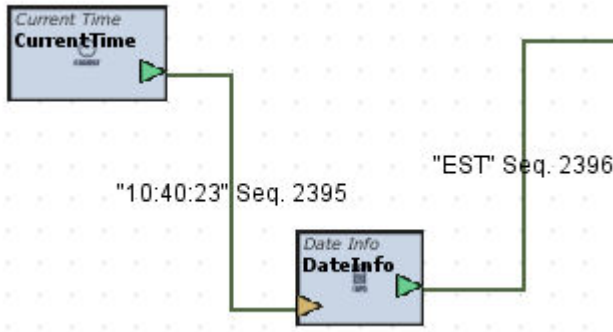 Current Time
CurrentTime
"EST" Seq. 2396
"10:40:23" Seq. 2395
Date Info
DateInfo